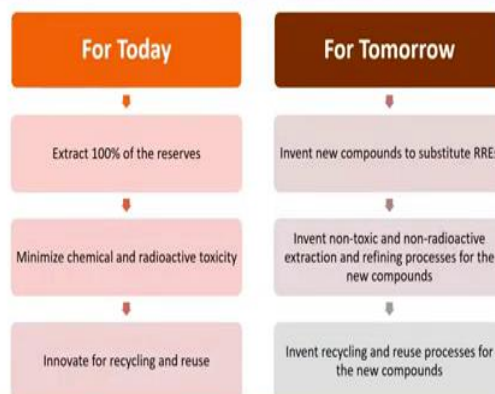 For Today
Extract 100% of the reserves
Minimize chemical and radioactive toxicity
Innovate for recycling and reuse
For Tomorrow
Invent new compounds to substitute RREs
Invent non-toxic and non-radioactive
extraction and refining processes for the
new compounds
Invent recycling and reuse processes for
the new compounds